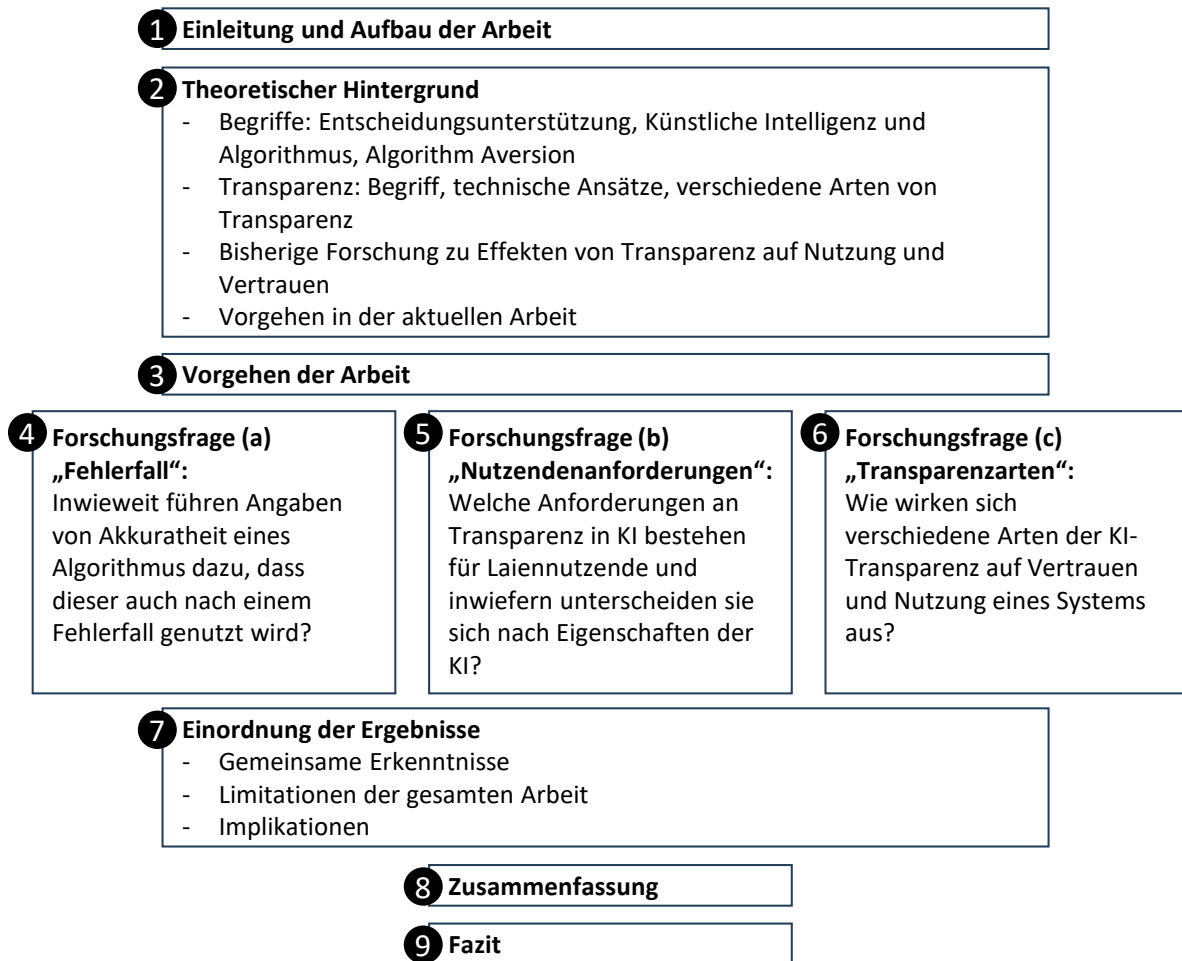 1 Einleitung und Aufbau der Arbeit
2 Theoretischer Hintergrund
- Begriffe: Entscheidungsunterstützung, Künstliche Intelligenz und
Algorithmus, Algorithm Aversion
- Transparenz: Begriff, technische Ansätze, verschiedene Arten von
Transparenz
- Bisherige Forschung zu Effekten von Transparenz auf Nutzung und
Vertrauen
- Vorgehen in der aktuellen Arbeit
3 Vorgehen der Arbeit
4 Forschungsfrage (a)
„Fehlerfall“:
Inwieweit führen Angaben
von Akkuratheit eines
Algorithmus dazu, dass
dieser auch nach einem
Fehlerfall genutzt wird?
5 Forschungsfrage (b)
„Nutzendenanforderungen“:
Welche Anforderungen an
Transparenz in KI bestehen
für Laiennutzende und
inwiefern unterscheiden sie
sich nach Eigenschaften der
KI?
6 Forschungsfrage (c)
„Transparenzarten“:
Wie wirken sich
verschiedene Arten der KI-
Transparenz auf Vertrauen
und Nutzung eines Systems
aus?
7 Einordnung der Ergebnisse
- Gemeinsame Erkenntnisse
- Limitationen der gesamten Arbeit
- Implikationen
8 Zusammenfassung
9 Fazit